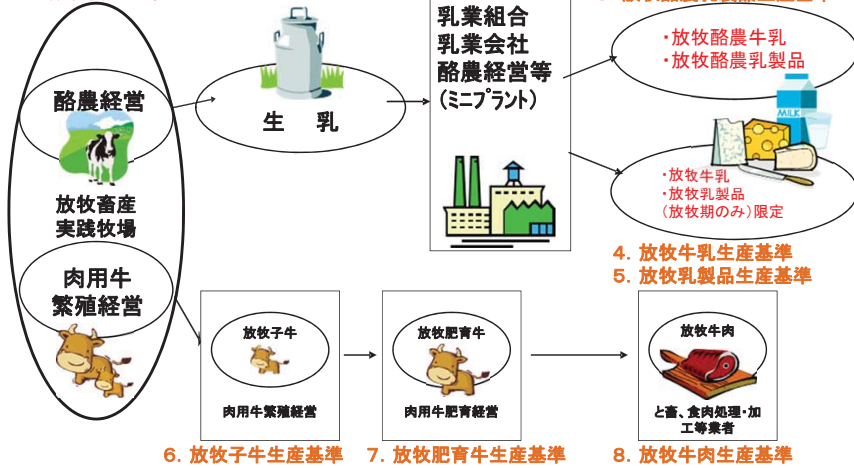 乳業組合
乳業会社
酪農経営等
(ミニプラント)
・放牧酪農牛乳
・放牧酪農乳製品
酪農経営
生 乳
MILK
放牧畜産
実践牧場
・放牧牛乳
・放牧乳製品
(放牧期のみ)限定
4. 放牧牛乳生産基準
5. 放牧乳製品生産基準
肉用牛
繁殖経営
放牧子牛
肉用牛繁殖経営
放牧肥育牛
肉用牛肥育経営
放牧牛肉
と畜、食肉処理・加
工等業者
6. 放牧子牛生産基準
7. 放牧肥育牛生産基準
8. 放牧牛肉生産基準